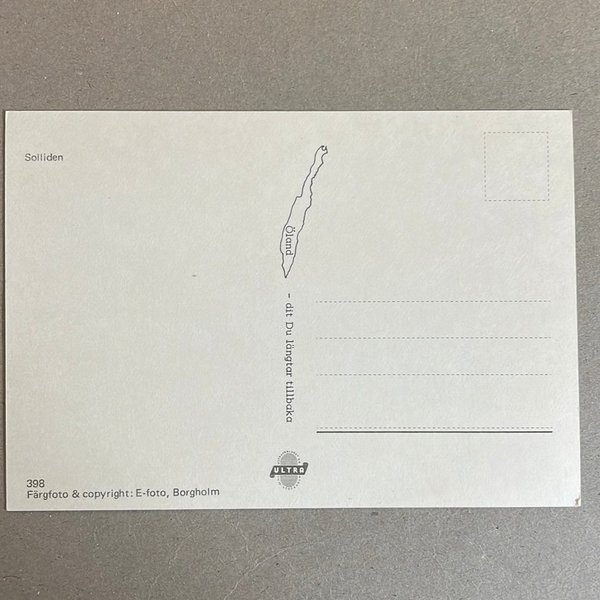 Solliden
Öland
- dit Du längtar tillbaka
ULTRA
398
Färgfoto & copyright: E-foto, Borgholm